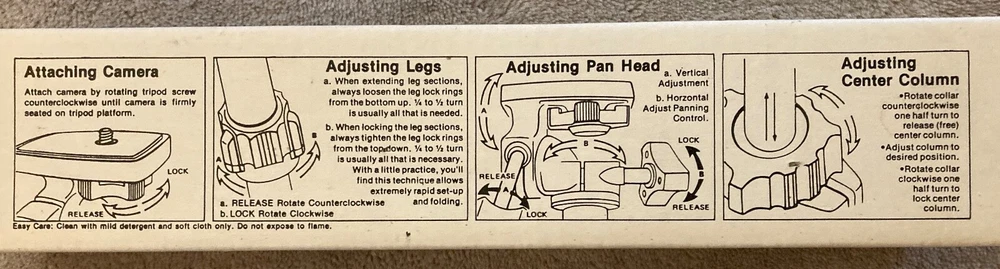 Attaching Camera
Attach camera by rotating tripod screw
counterclockwise until camera is firmly
seated on tripod platform.
LOCK
RELEASE
Adjusting Legs
a. When extending leg sections,
always loosen the leg lock rings
from the bottom up. ¼ to ½ turn
is usually all that is needed.
b. When locking the leg sections,
always tighten the leg lock rings
from the top down. ¼ to ½ turn
is usually all that is necessary.
With a little practice, you'll
find this technique allows
extremely rapid set-up
and folding.
A
B
a. RELEASE Rotate Counterclockwise
b. LOCK Rotate Clockwise
Adjusting Pan Head
a. Vertical
Adjustment
b. Horzontal
Adjust Panning
Control.
B
LOCK
B
RELEASE
RELEASE
A
LOCK
Adjusting
Center Column
•Rotate collar
counterclockwise
one half turn to
release (free)
center column.
•Adjust column to
desired position.
•Rotate collar
clockwise one
half turn to
lock center
column.
Easy Care: Clean with mild detergent and soft cloth only. Do not expose to flame.